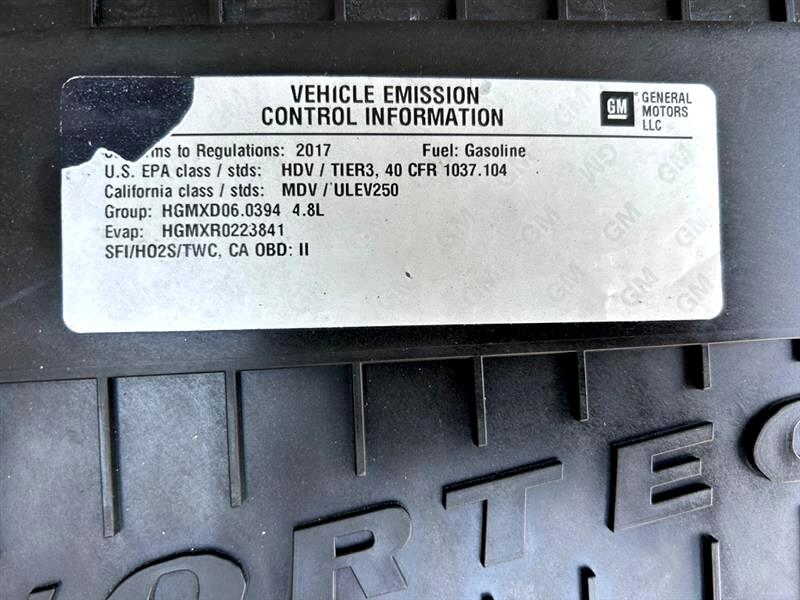 VEHICLE EMISSION
CONTROL INFORMATION
GM
GENERAL
MOTORS
LLC
to Regulations: 2017 Fuel: Gasoline
U.S. EPA class / stds: HDV / TIER3, 40 CFR 1037.104
California class / stds: MDV / ULEV250
Group: HGMXD06.0394 4.8L
Evap: HGMXR0223841
SFI/HO2S/TWC, CA OBD: II
VORTEC